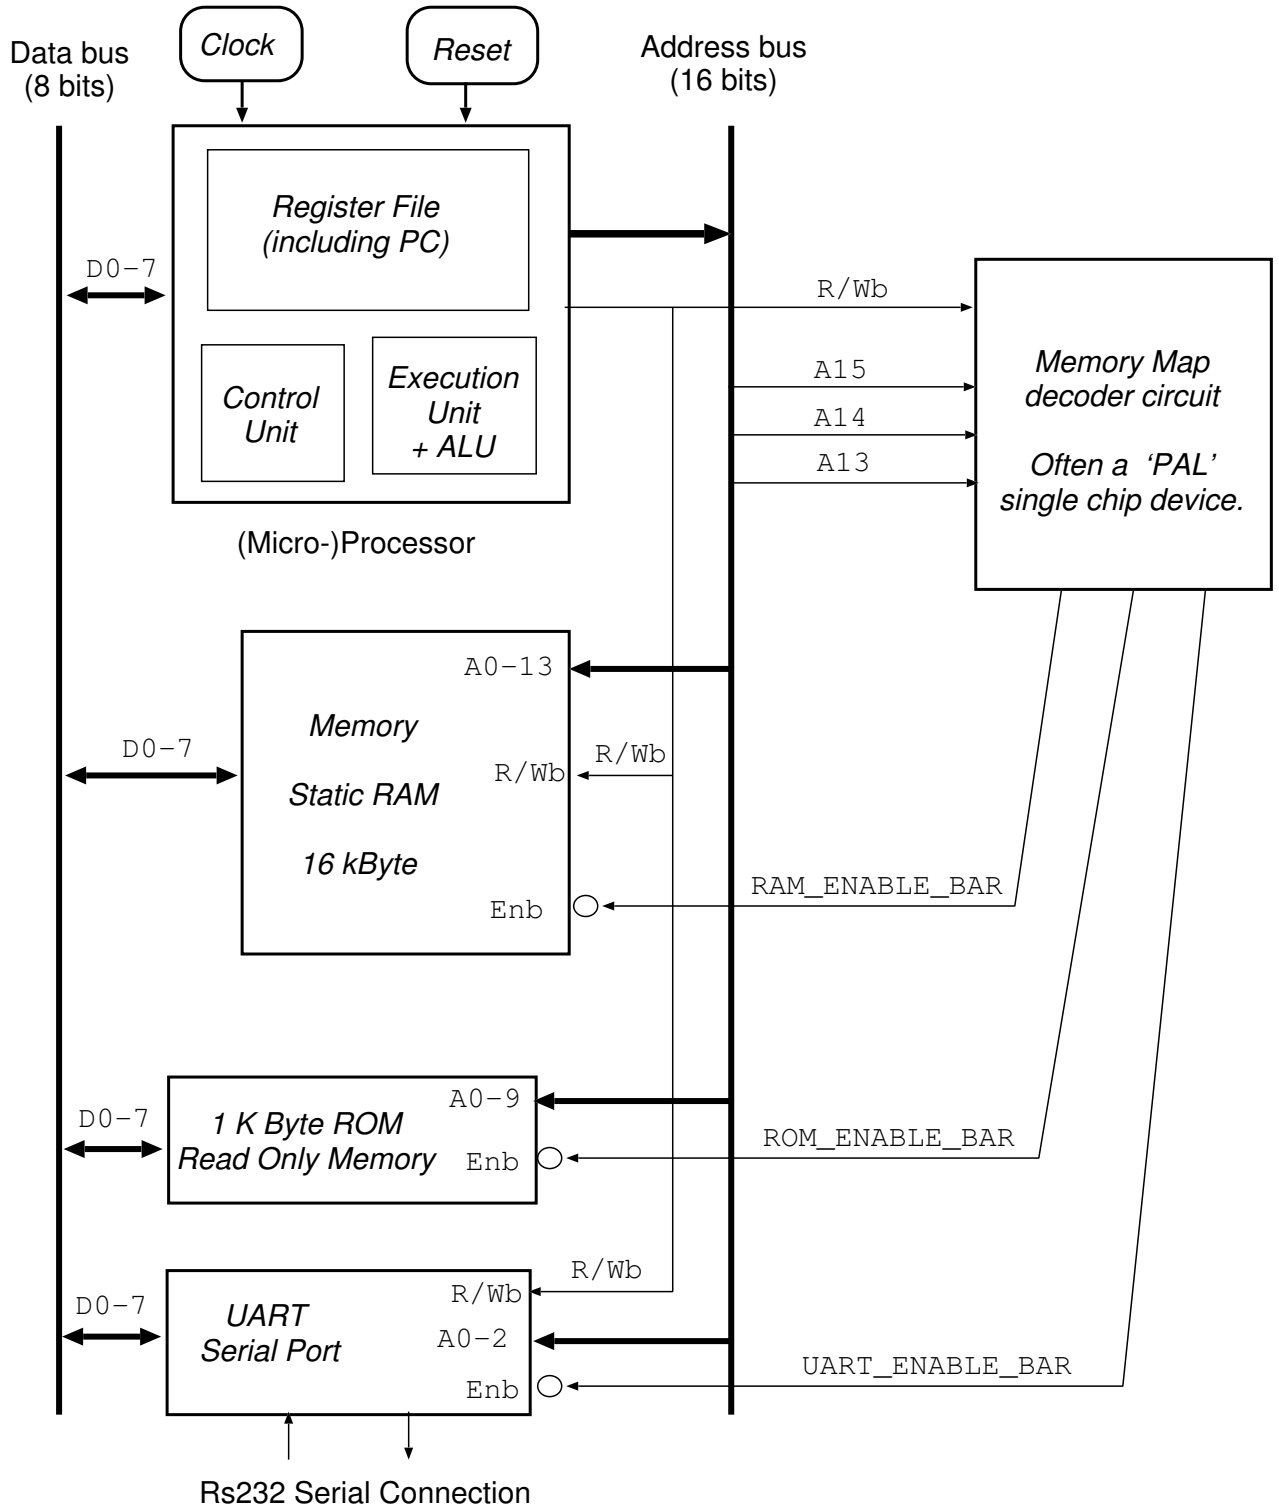 Data bus
(8 bits)
Clock
Reset
Address bus
(16 bits)
Register File
(including PC)
D0-7
Control
Unit
Execution
Unit
+ ALU
(Micro-)Processor
R/Wb
A15
A14
A13
Memory Map
decoder circuit
Often a ‘PAL’
single chip device.
A0-13
Memory
D0-7
R/Wb
R/Wb
Static RAM
16 kByte
Enb
RAM_ENABLE_BAR
D0-7
A0-9
1 K Byte ROM
Read Only Memory
Enb
ROM_ENABLE_BAR
D0-7
R/Wb
R/Wb
UART
Serial Port
A0-2
Enb
UART_ENABLE_BAR
Rs232 Serial Connection